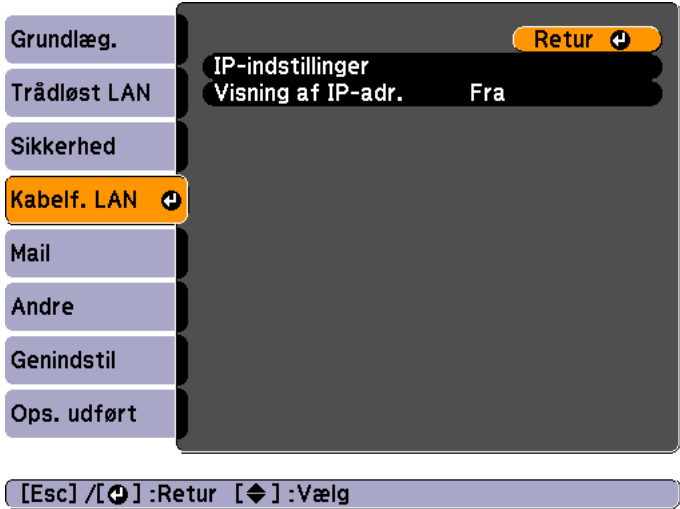 Grundlæg.
Trådløst LAN
Sikkerhed
Kabelf. LAN
Mail
Andre
Genindstil
Ops. udført
Retur
IP-indstillinger
Visning af IP-adr. Fra
[Esc] /[⏎] :Retur [◆] :Vælg